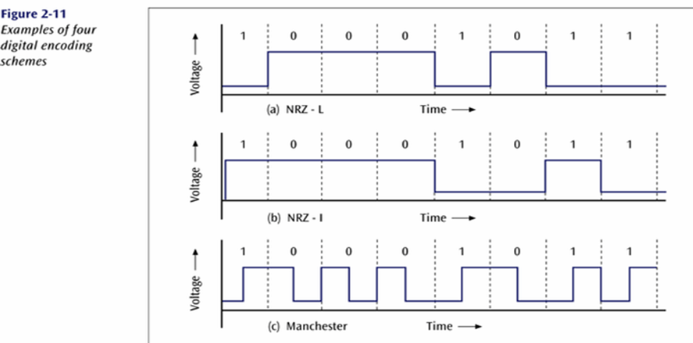 Figure 2-11
Examples of four
digital encoding
schemes
1 0 0 0 1 0 1 1
Voltage
(a) NRZ - L Time
1 0 0 0 1 0 1 1
Voltage
(b) NRZ - I Time
1 0 0 0 1 0 1 1
Voltage
(c) Manchester Time